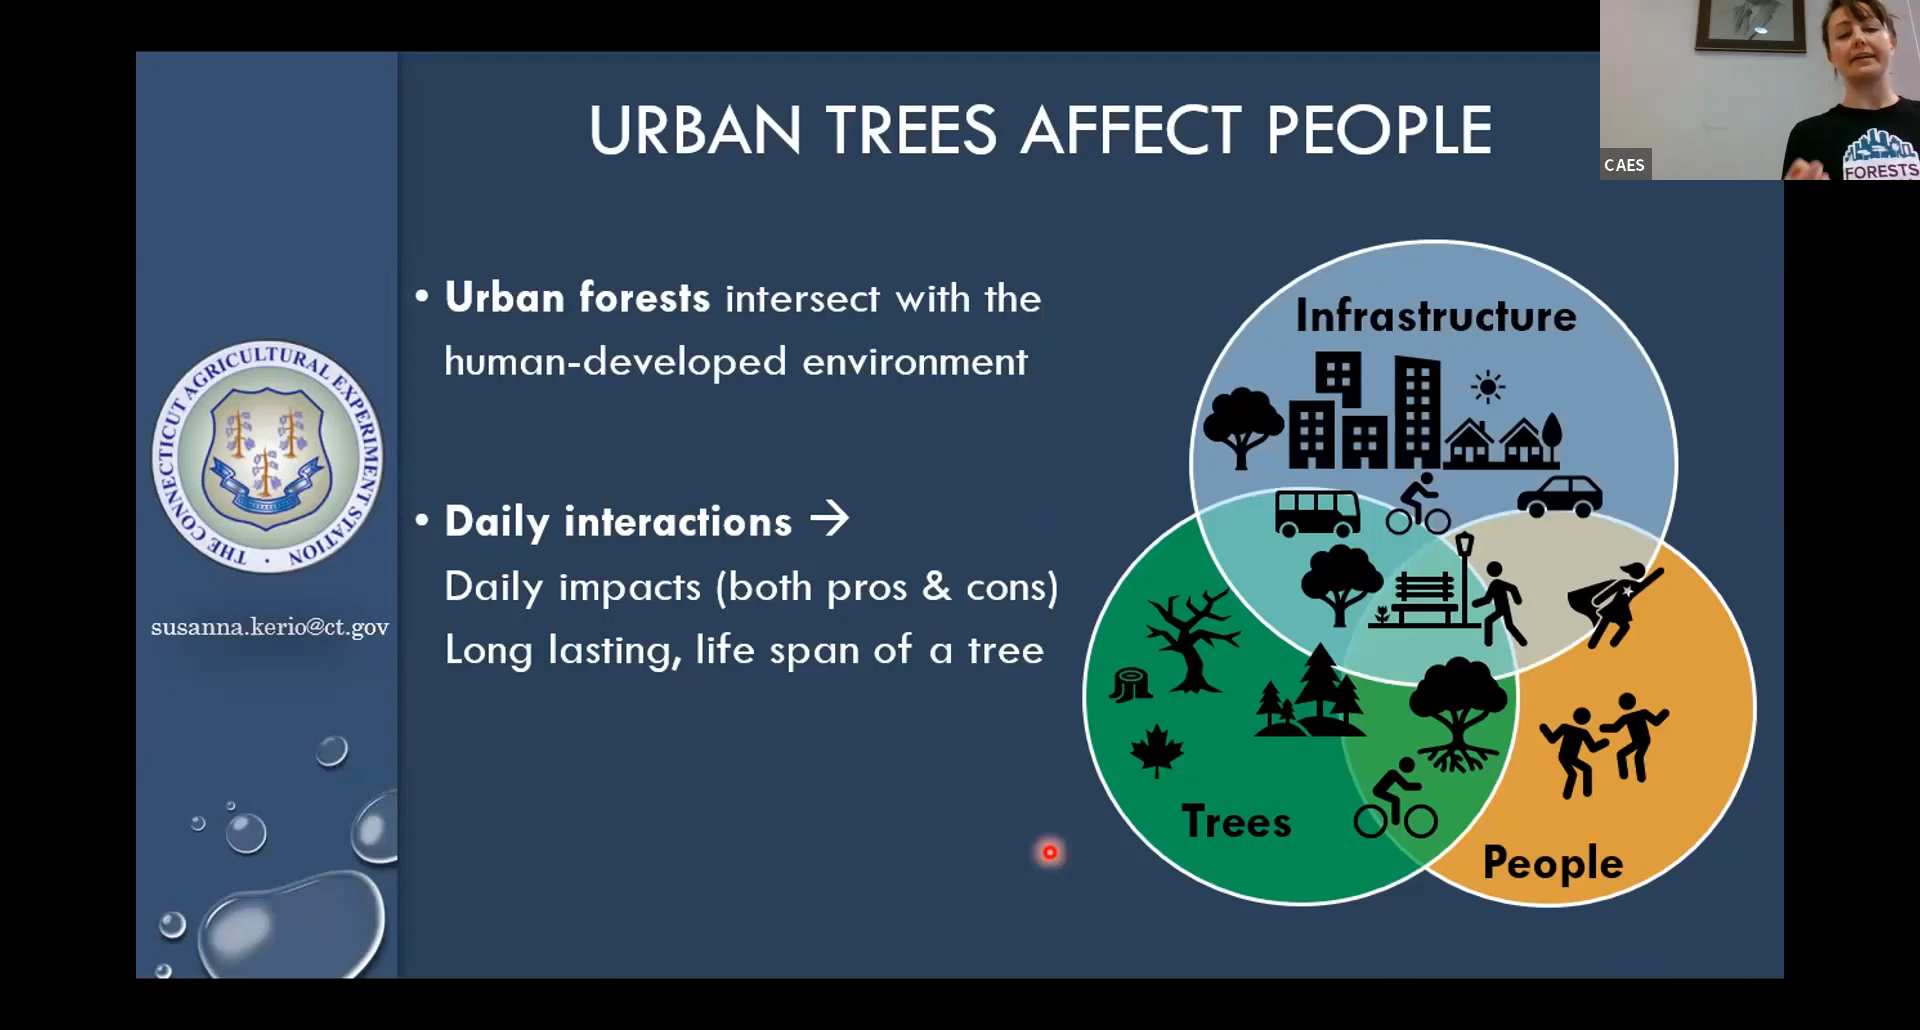 URBAN TREES AFFECT PEOPLE
CAES
FORESTS
• Urban forests intersect with the
human-developed environment
• Daily interactions →
Daily impacts (both pros & cons)
Long lasting, life span of a tree
THE CONNECTICUT AGRICULTURAL EXPERIMENT STATION
susanna.kerio@ct.gov
Infrastructure
Trees
People